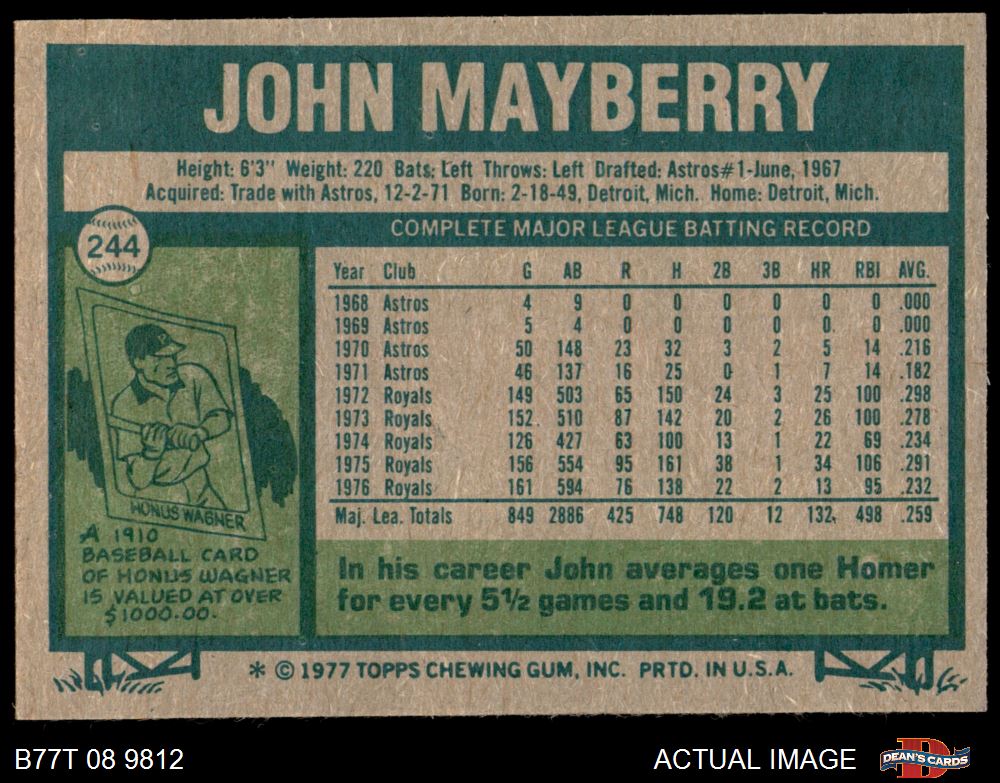 JOHN MAYBERRY
Height: 6'3" Weight: 220 Bats: Left Throws: Left Drafted: Astros#1-June, 1967
Acquired: Trade with Astros, 12-2-71 Born: 2-18-49, Detroit, Mich. Home: Detroit, Mich.
244
COMPLETE MAJOR LEAGUE BATTING RECORD
Year Club G AB R H 2B 3B HR RBI AVG.
1968 Astros 4 9 0 0 0 0 0 0 .000
1969 Astros 5 4 0 0 0 0 0 0 .000
1970 Astros 50 148 23 32 3 2 5 14 .216
1971 Astros 46 137 16 25 0 1 7 14 .182
1972 Royals 149 503 65 150 24 3 25 100 .298
1973 Royals 152 510 87 142 20 2 26 100 .278
1974 Royals 126 427 63 100 13 1 22 69 .234
1975 Royals 156 554 95 161 38 1 34 106 .291
1976 Royals 161 594 76 138 22 2 13 95 .232
Maj. Lea. Totals 849 2886 425 748 120 12 132 498 .259
HONUS WAGNER
A 1910
BASEBALL CARD
OF HONUS WAGNER
IS VALUED AT OVER
$1000.00.
In his career John averages one Homer
for every 5½ games and 19.2 at bats.
* © 1977 TOPPS CHEWING GUM, INC. PRTD. IN U.S.A.
B77T 08 9812
ACTUAL IMAGE
DEAN'S CARDS